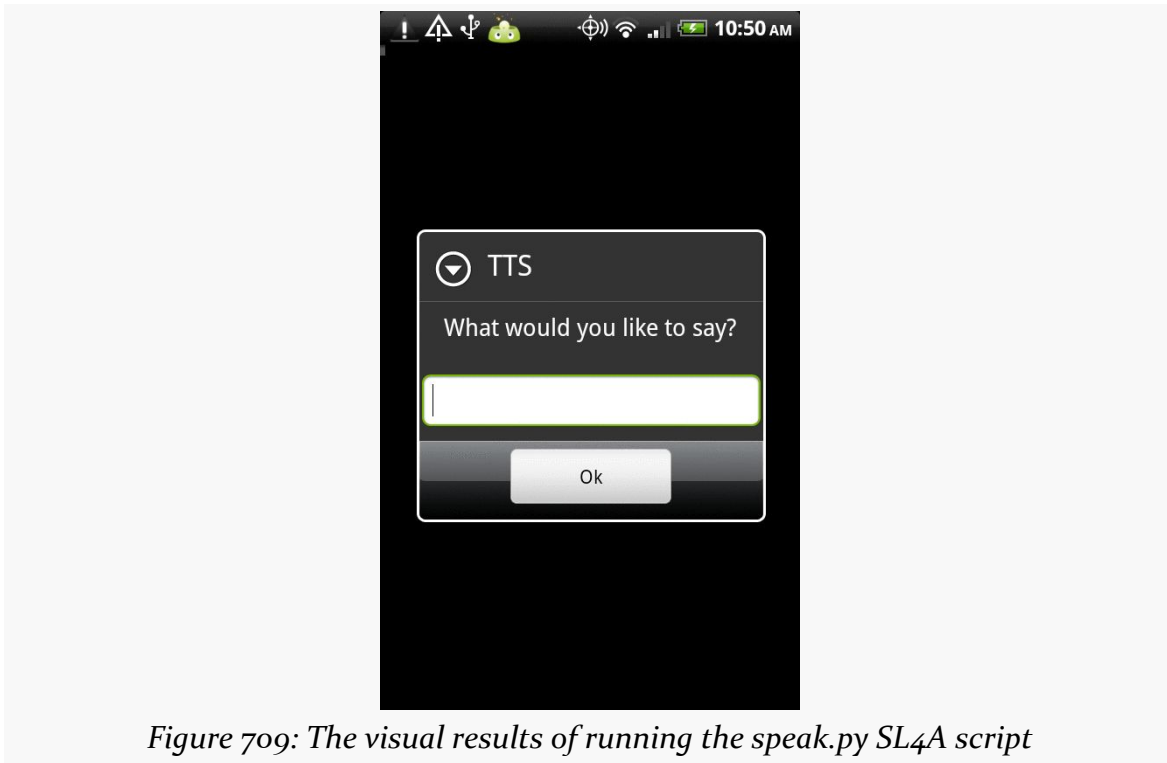 10:50 AM
TTS
What would you like to say?
Ok
Figure 709: The visual results of running the speak.py SL4A script